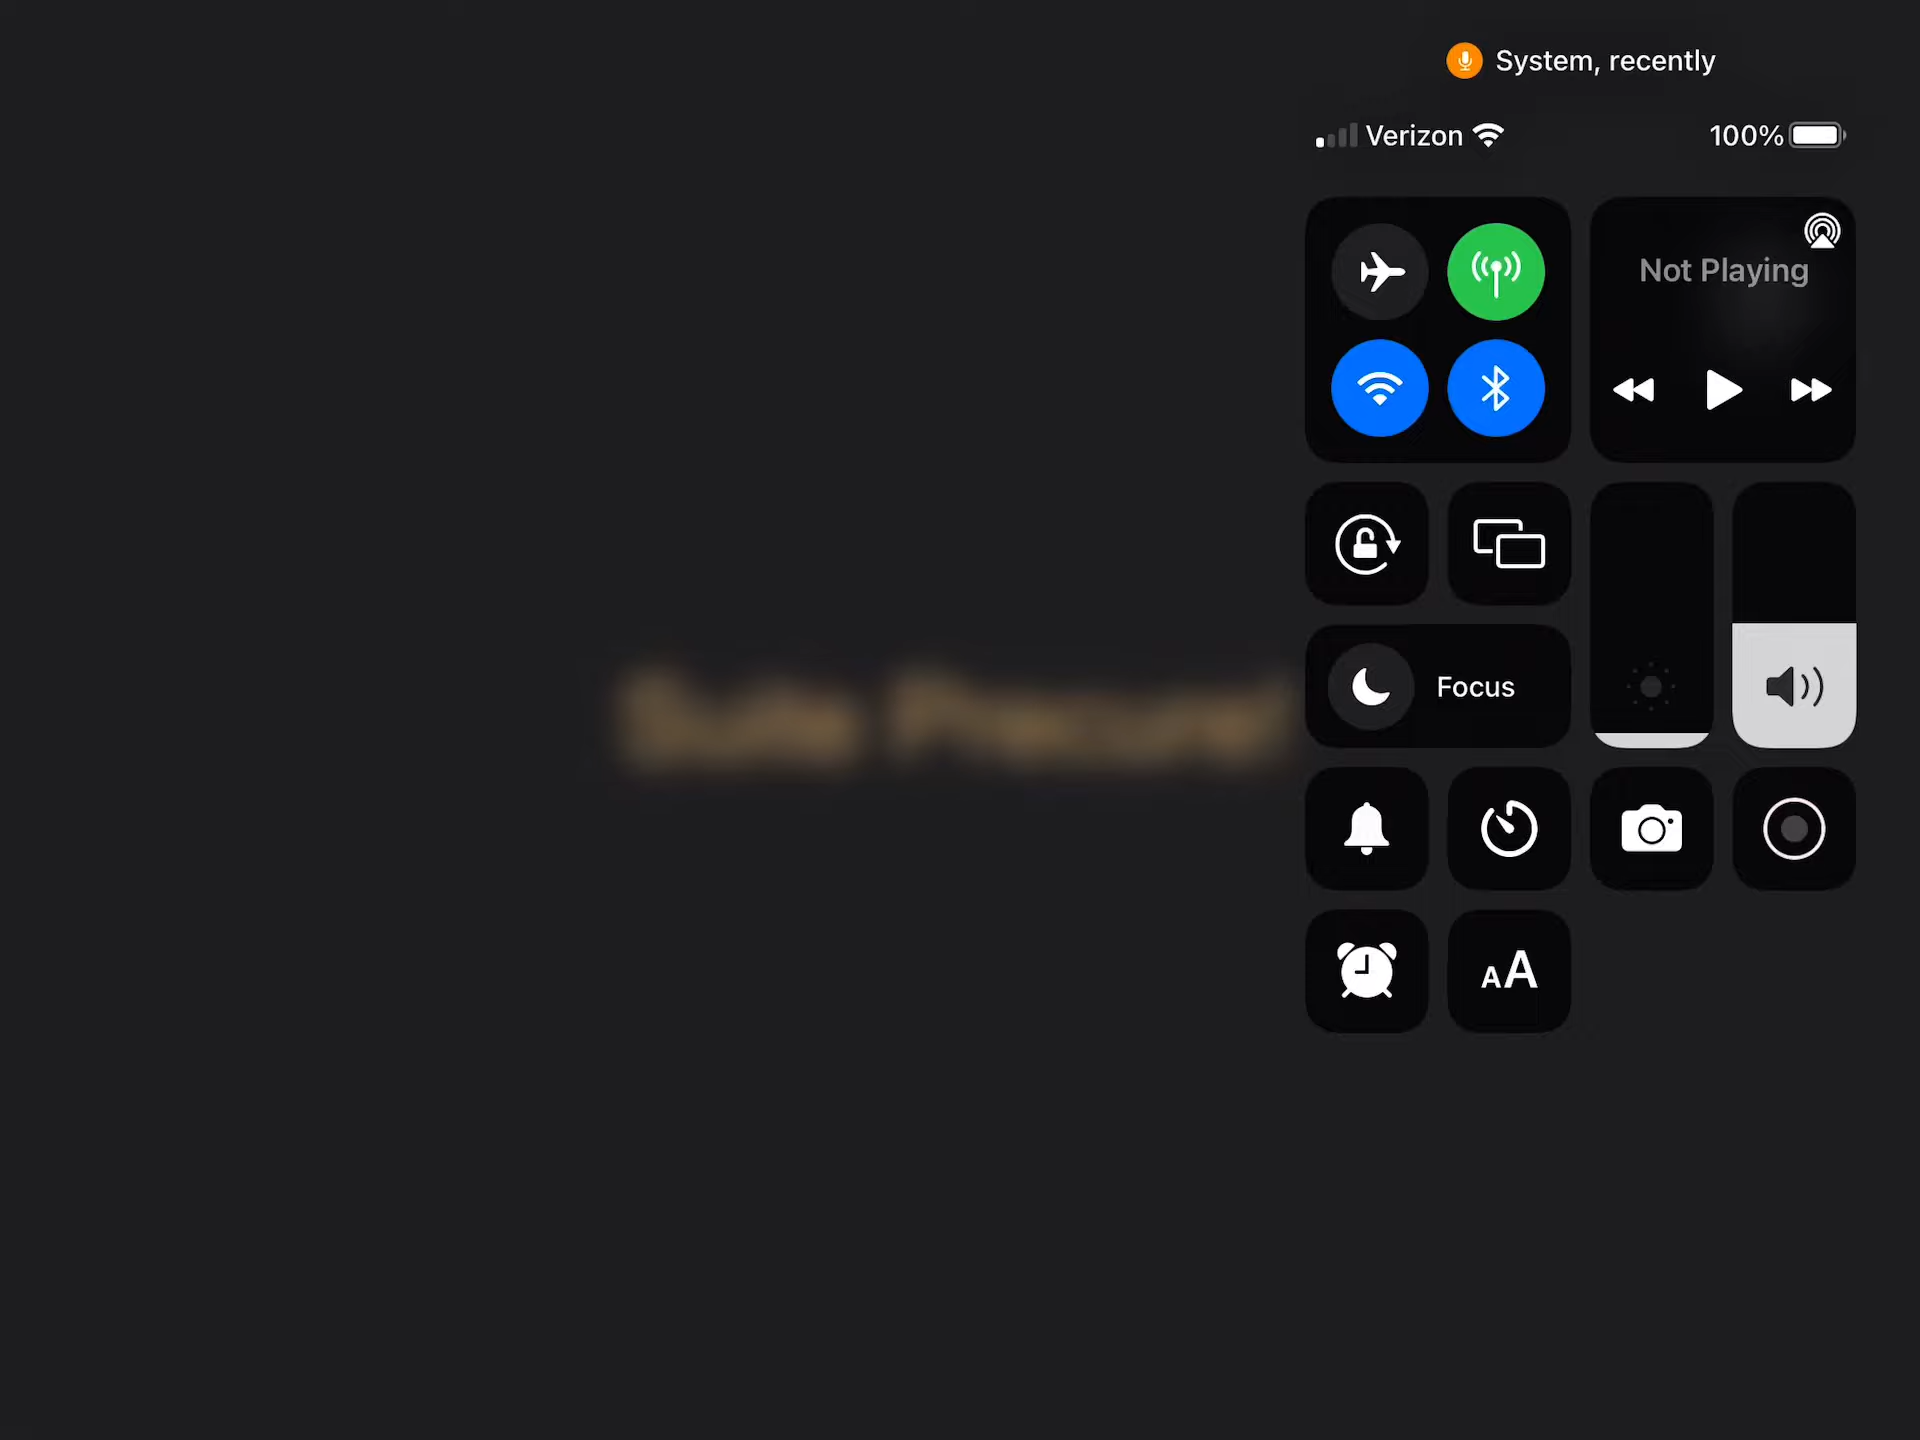 System, recently
Verizon
100%
Not Playing
Focus
AA